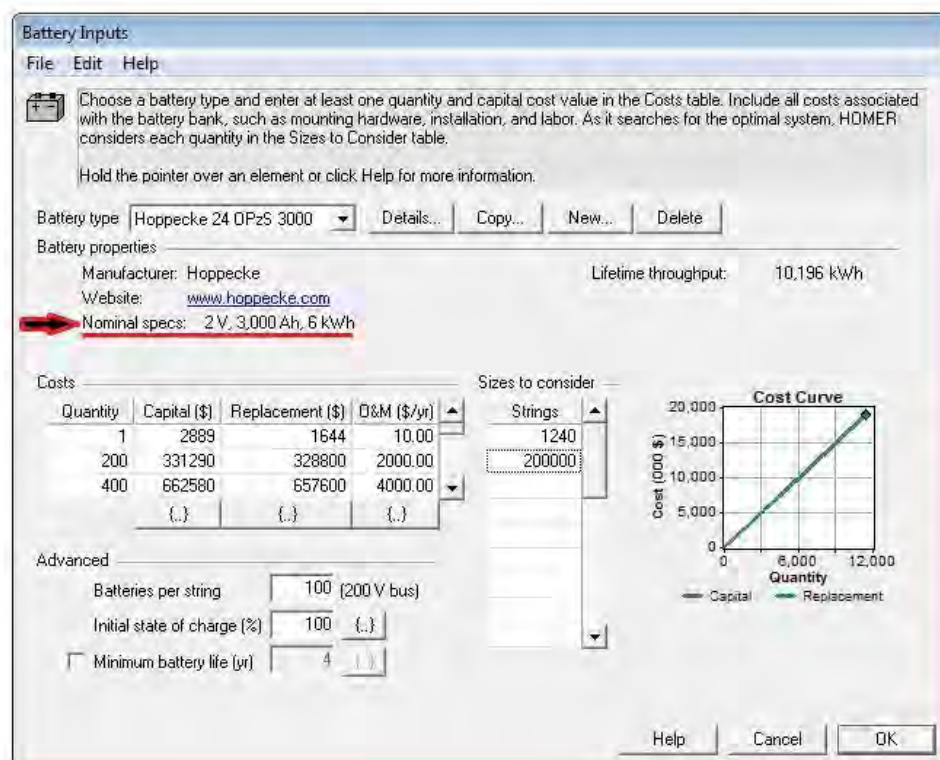 Battery Inputs
File Edit Help
Choose a battery type and enter at least one quantity and capital cost value in the Costs table. Include all costs associated
with the battery bank, such as mounting hardware, installation, and labor. As it searches for the optimal system, HOMER
considers each quantity in the Sizes to Consider table.
Hold the pointer over an element or click Help for more information.
Battery type Hoppecke 24 OPzS 3000 Details... Copy... New... Delete
Battery properties
Manufacturer: Hoppecke Lifetime throughput: 10,196 kWh
Website: www.hoppecke.com
Nominal specs: 2 V, 3,000 Ah, 6 kWh
Costs Sizes to consider
Quantity Capital ($) Replacement ($) O&M ($/yr) Strings
1 2889 1644 10.00 1240
200 331290 328800 2000.00 200000
400 662580 657600 4000.00
{..} {..} {..}
Cost Curve
20,000
15,000
10,000
5,000
0
Cost (000 $)
0 6,000 12,000
Quantity
Capital Replacement
Advanced
Batteries per string 100 (200 V bus)
Initial state of charge (%) 100 {..}
Minimum battery life (yr) 4 {..}
Help Cancel OK